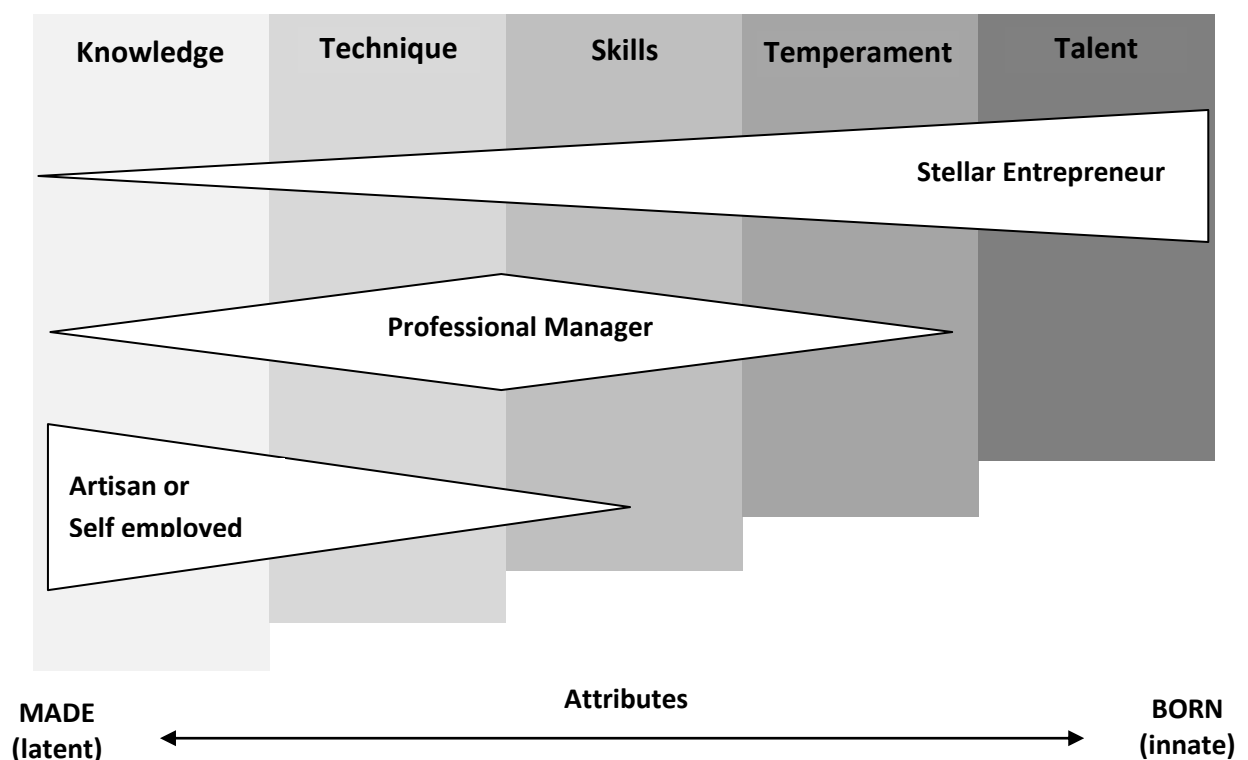 Knowledge Technique Skills Temperament Talent
Stellar Entrepreneur
Professional Manager
Artisan or
Self employed
Attributes
MADE
(latent)
BORN
(innate)